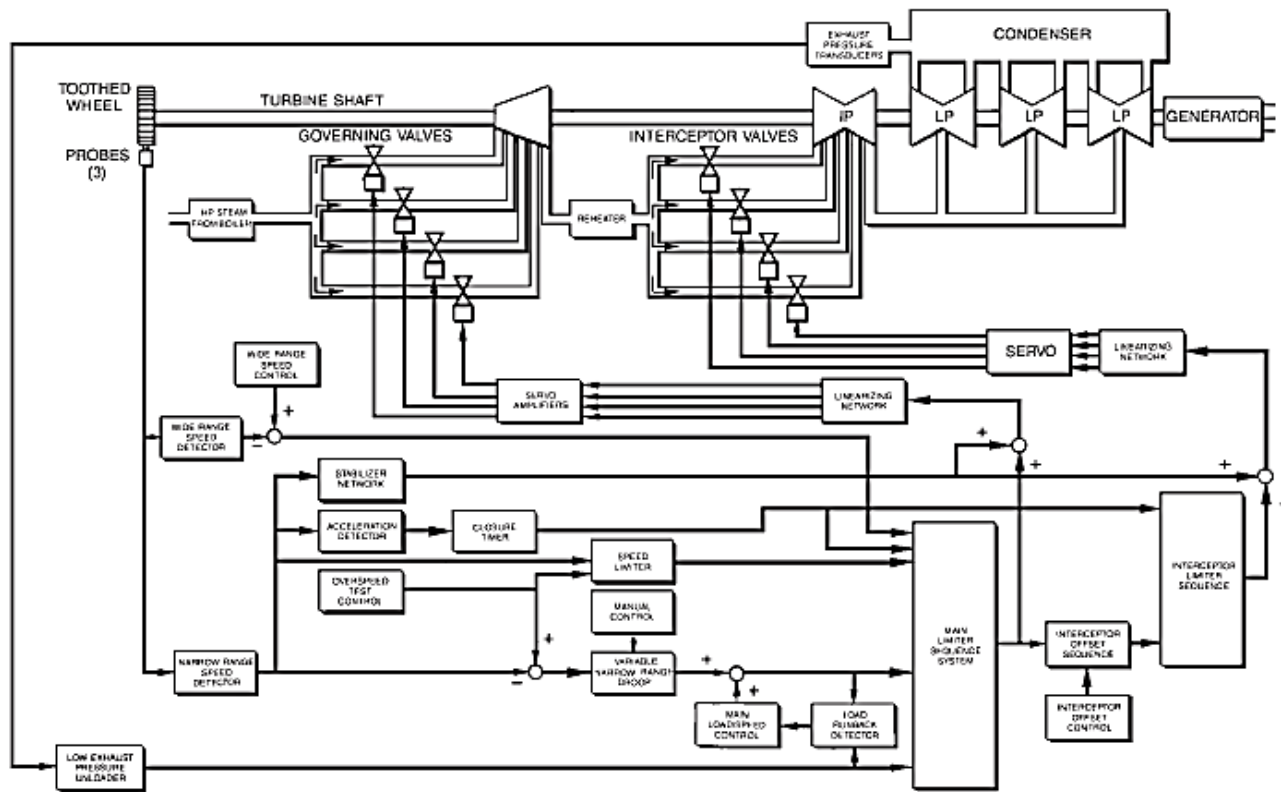 EXHAUST
PRESSURE
TRANSDUCERS
CONDENSER
TOOTHED
WHEEL
TURBINE SHAFT
IP
LP
LP
LP
GENERATOR
PROBES
(3)
GOVERNING VALVES
INTERCEPTOR VALVES
HP STEAM
FROM BOILER
REHEATER
WIDE RANGE
SPEED
CONTROL
SERVO
LINEARIZING
NETWORK
SERVO
AMPLIFIERS
LINEARIZING
NETWORK
+
WIDE RANGE
SPEED
DETECTOR
−
+
+
+
+
STABILIZER
NETWORK
ACCELERATION
DETECTOR
CLOSURE
TIMER
SPEED
LIMITER
INTERCEPTOR
LIMITER
SEQUENCE
OVERSPEED
TEST
CONTROL
MANUAL
CONTROL
MAIN
LIMITER
SEQUENCE
SYSTEM
+
INTERCEPTOR
OFFSET
SEQUENCE
NARROW RANGE
SPEED
DETECTOR
−
VARIABLE
NARROW RANGE
DROOP
+
+
MAIN
LOAD/SPEED
CONTROL
LOAD
RUNBACK
DETECTOR
INTERCEPTOR
OFFSET
CONTROL
LOW EXHAUST
PRESSURE
UNLOADER